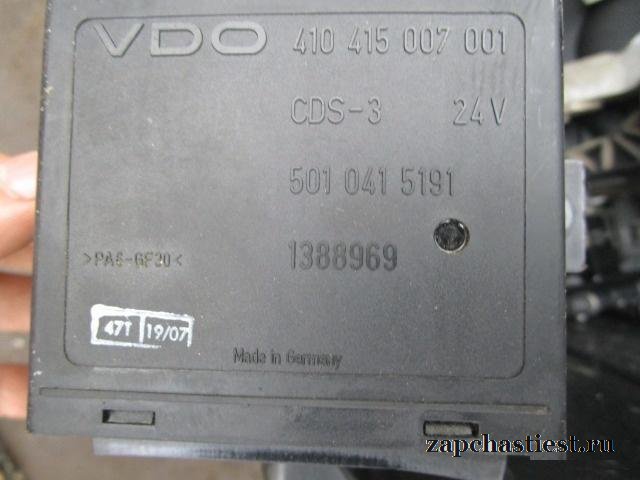 VDO 410 415 007 001
CDS-3 24V
501 041 5191
>PA6-GF30< 1388969
47T 19/07
Made in Germany
zapchastiest.ru